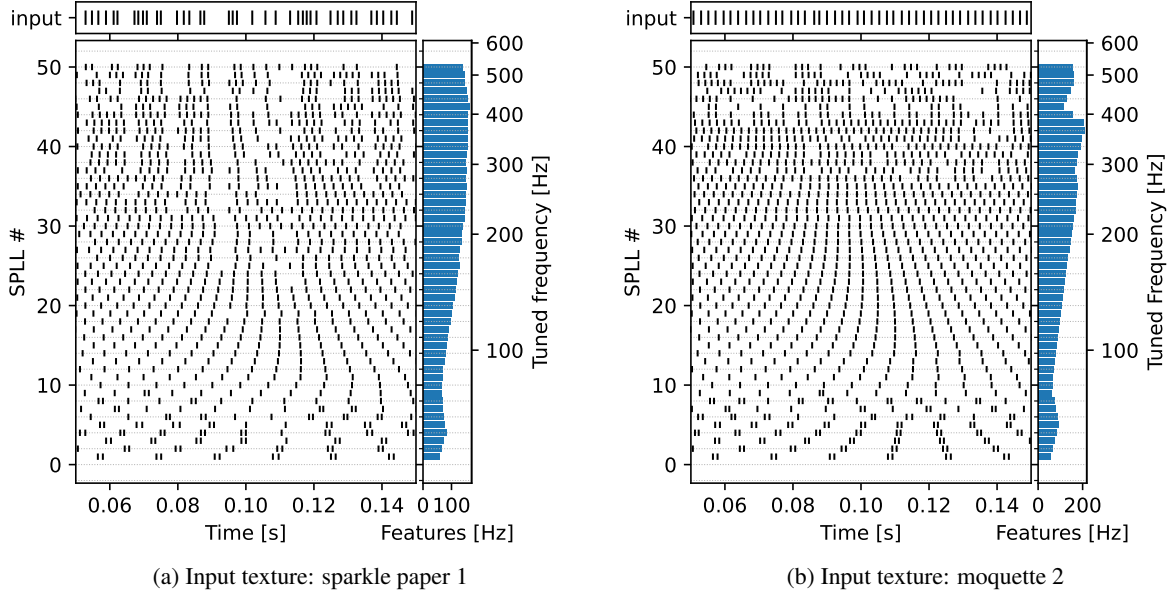 input
50
40
30
20
10
0
SPLL #
0.06 0.08 0.10 0.12 0.14
Time [s]
600
500
400
300
200
100
Tuned frequency [Hz]
0 100
Features [Hz]
(a) Input texture: sparkle paper 1
input
50
40
30
20
10
0
SPLL #
0.06 0.08 0.10 0.12 0.14
Time [s]
600
500
400
300
200
100
Tuned Frequency [Hz]
0 200
Features [Hz]
(b) Input texture: moquette 2